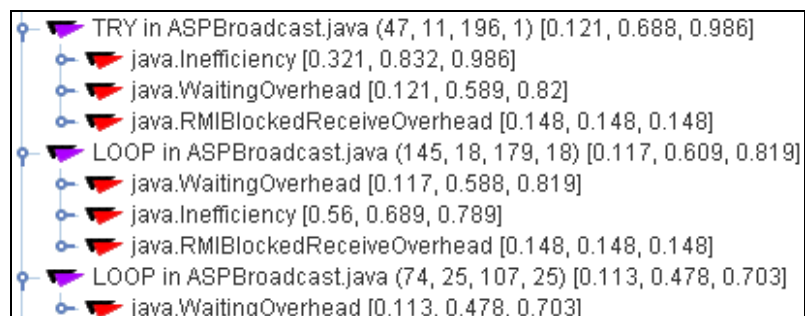 TRY in ASPBroadcast.java (47, 11, 196, 1) [0.121, 0.688, 0.986]
java.Inefficiency [0.321, 0.832, 0.986]
java.WaitingOverhead [0.121, 0.589, 0.82]
java.RMIBlockedReceiveOverhead [0.148, 0.148, 0.148]
LOOP in ASPBroadcast.java (145, 18, 179, 18) [0.117, 0.609, 0.819]
java.WaitingOverhead [0.117, 0.588, 0.819]
java.Inefficiency [0.56, 0.689, 0.789]
java.RMIBlockedReceiveOverhead [0.148, 0.148, 0.148]
LOOP in ASPBroadcast.java (74, 25, 107, 25) [0.113, 0.478, 0.703]
java.WaitingOverhead [0.113, 0.478, 0.703]